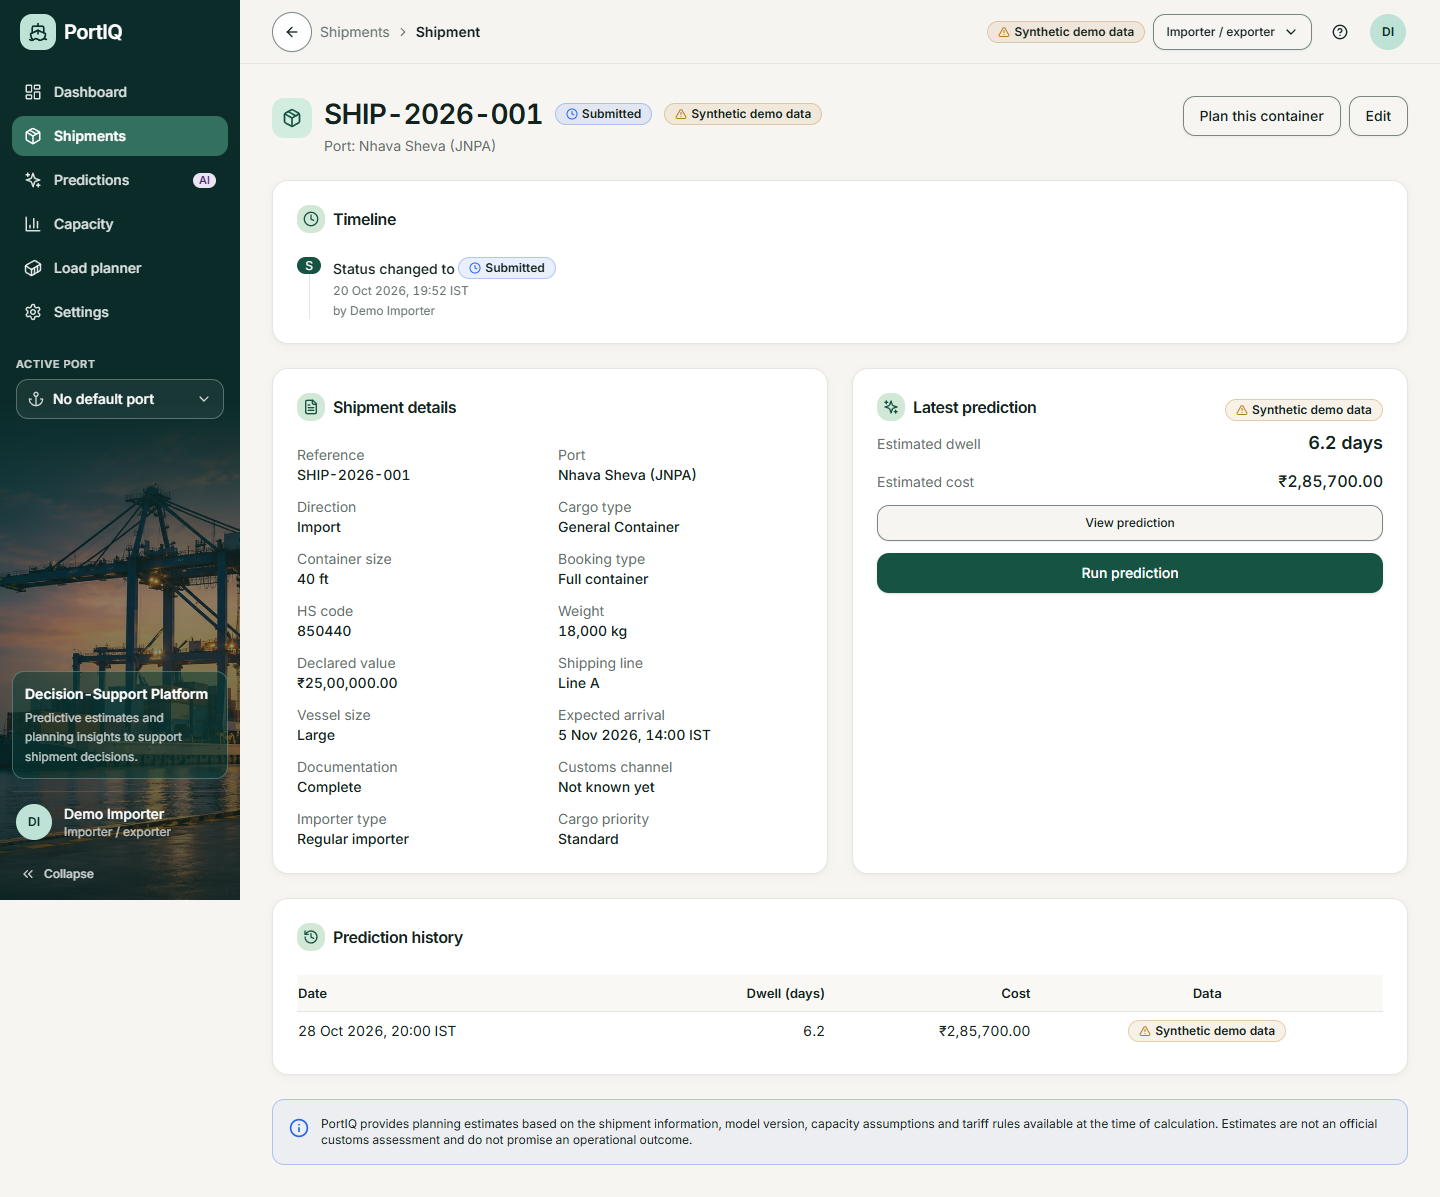 PortIQ
Dashboard
Shipments
Predictions AI
Capacity
Load planner
Settings
ACTIVE PORT
No default port
Decision-Support Platform
Predictive estimates and
planning insights to support
shipment decisions.
DI
Demo Importer
Importer / exporter
Collapse
Shipments > Shipment
Synthetic demo data
Importer / exporter
DI
SHIP-2026-001
Submitted
Synthetic demo data
Port: Nhava Sheva (JNPA)
Plan this container
Edit
Timeline
S
Status changed to Submitted
20 Oct 2026, 19:52 IST
by Demo Importer
Shipment details
Reference
SHIP-2026-001
Port
Nhava Sheva (JNPA)
Direction
Import
Cargo type
General Container
Container size
40 ft
Booking type
Full container
HS code
850440
Weight
18,000 kg
Declared value
₹25,00,000.00
Shipping line
Line A
Vessel size
Large
Expected arrival
5 Nov 2026, 14:00 IST
Documentation
Complete
Customs channel
Not known yet
Importer type
Regular importer
Cargo priority
Standard
Latest prediction
Synthetic demo data
Estimated dwell 6.2 days
Estimated cost ₹2,85,700.00
View prediction
Run prediction
Prediction history
Date Dwell (days) Cost Data
28 Oct 2026, 20:00 IST 6.2 ₹2,85,700.00 Synthetic demo data
PortIQ provides planning estimates based on the shipment information, model version, capacity assumptions and tariff rules available at the time of calculation. Estimates are not an official
customs assessment and do not promise an operational outcome.